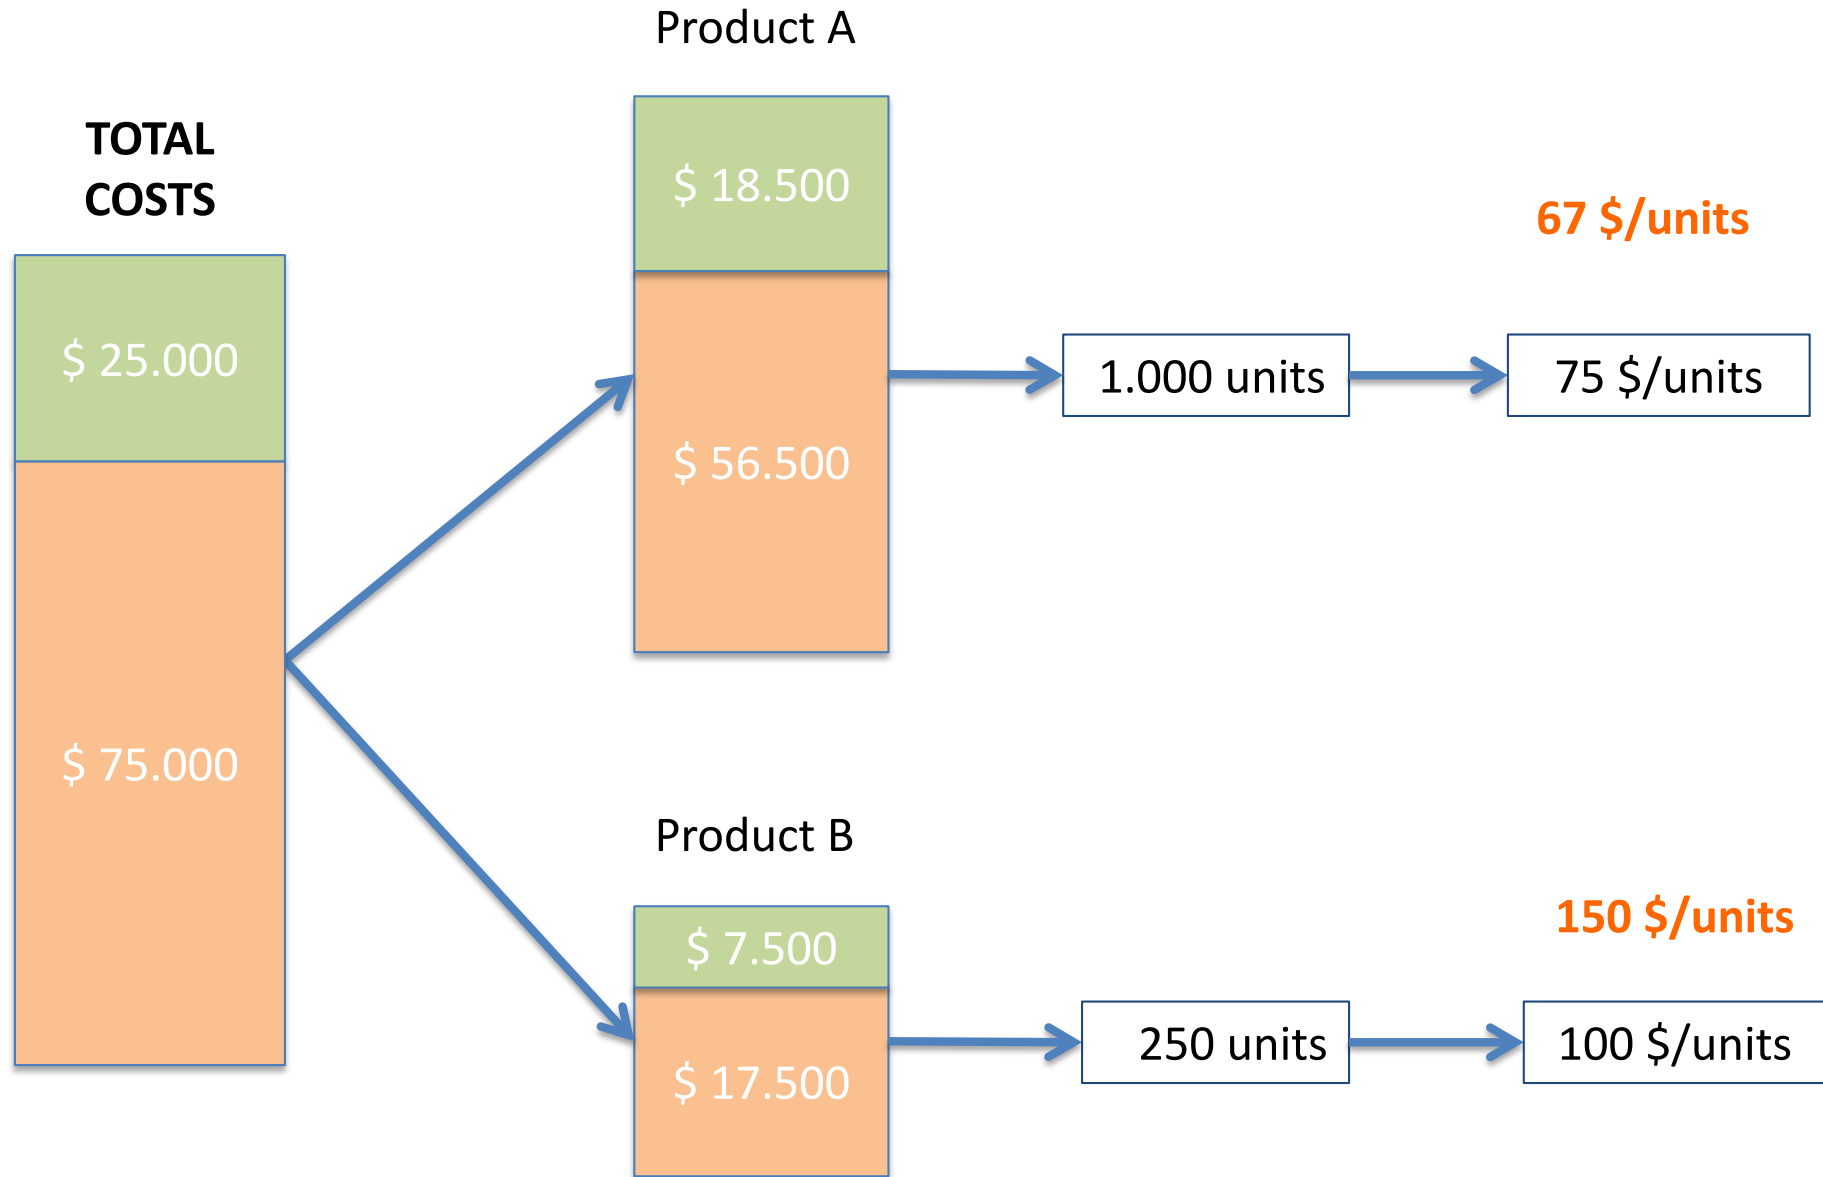 TOTAL
COSTS
$ 25.000
$ 75.000
Product A
$ 18.500
$ 56.500
1.000 units
67 $/units
75 $/units
Product B
$ 7.500
$ 17.500
250 units
150 $/units
100 $/units